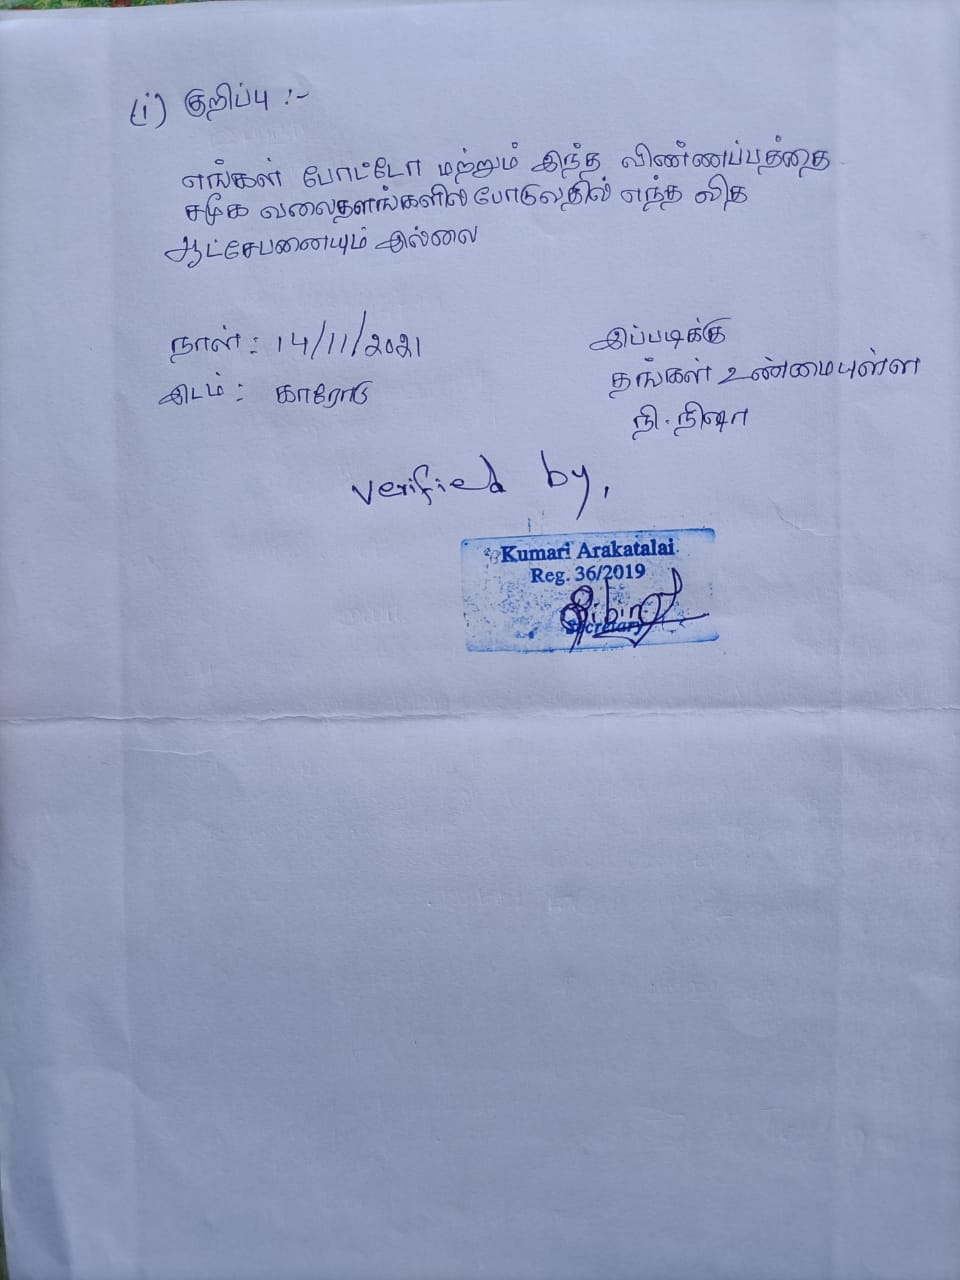 (i) குறிப்பு :-
எங்கள் போட்டோ மற்றும் இந்த விண்ணப்பத்தை
சமூக வலைதளங்களில் போடுவதில் எந்த வித
ஆட்சேபனையும் இல்லை
நாள் : 14/11/2021
இடம் : காரோடு
இப்படிக்கு
தங்கள் உண்மையுள்ள
நி. நிஷா
verified by,
Kumari Arakatalai
Reg. 36/2019
Secretary